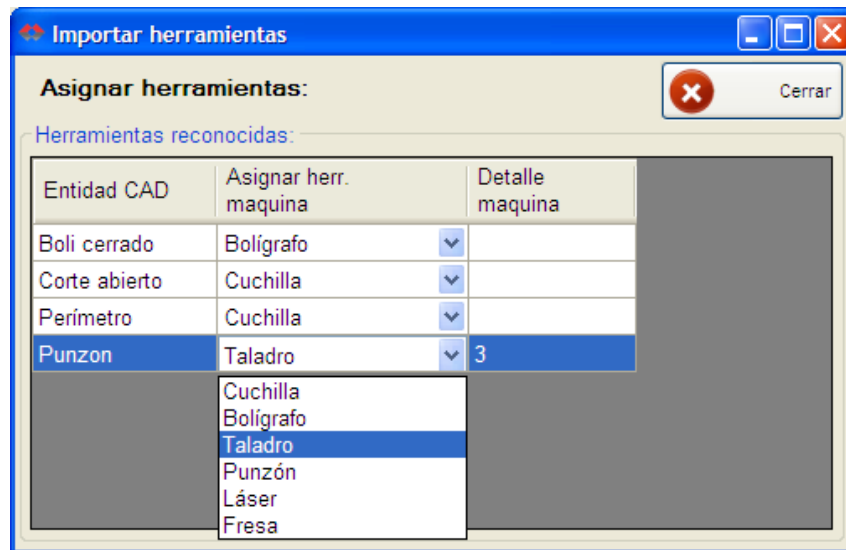 Importar herramientas
Asignar herramientas:
Cerrar
Herramientas reconocidas:
Entidad CAD
Asignar herr.
maquina
Detalle
maquina
Boli cerrado Bolígrafo
Corte abierto Cuchilla
Perímetro Cuchilla
Punzon Taladro 3
Cuchilla
Bolígrafo
Taladro
Punzón
Láser
Fresa